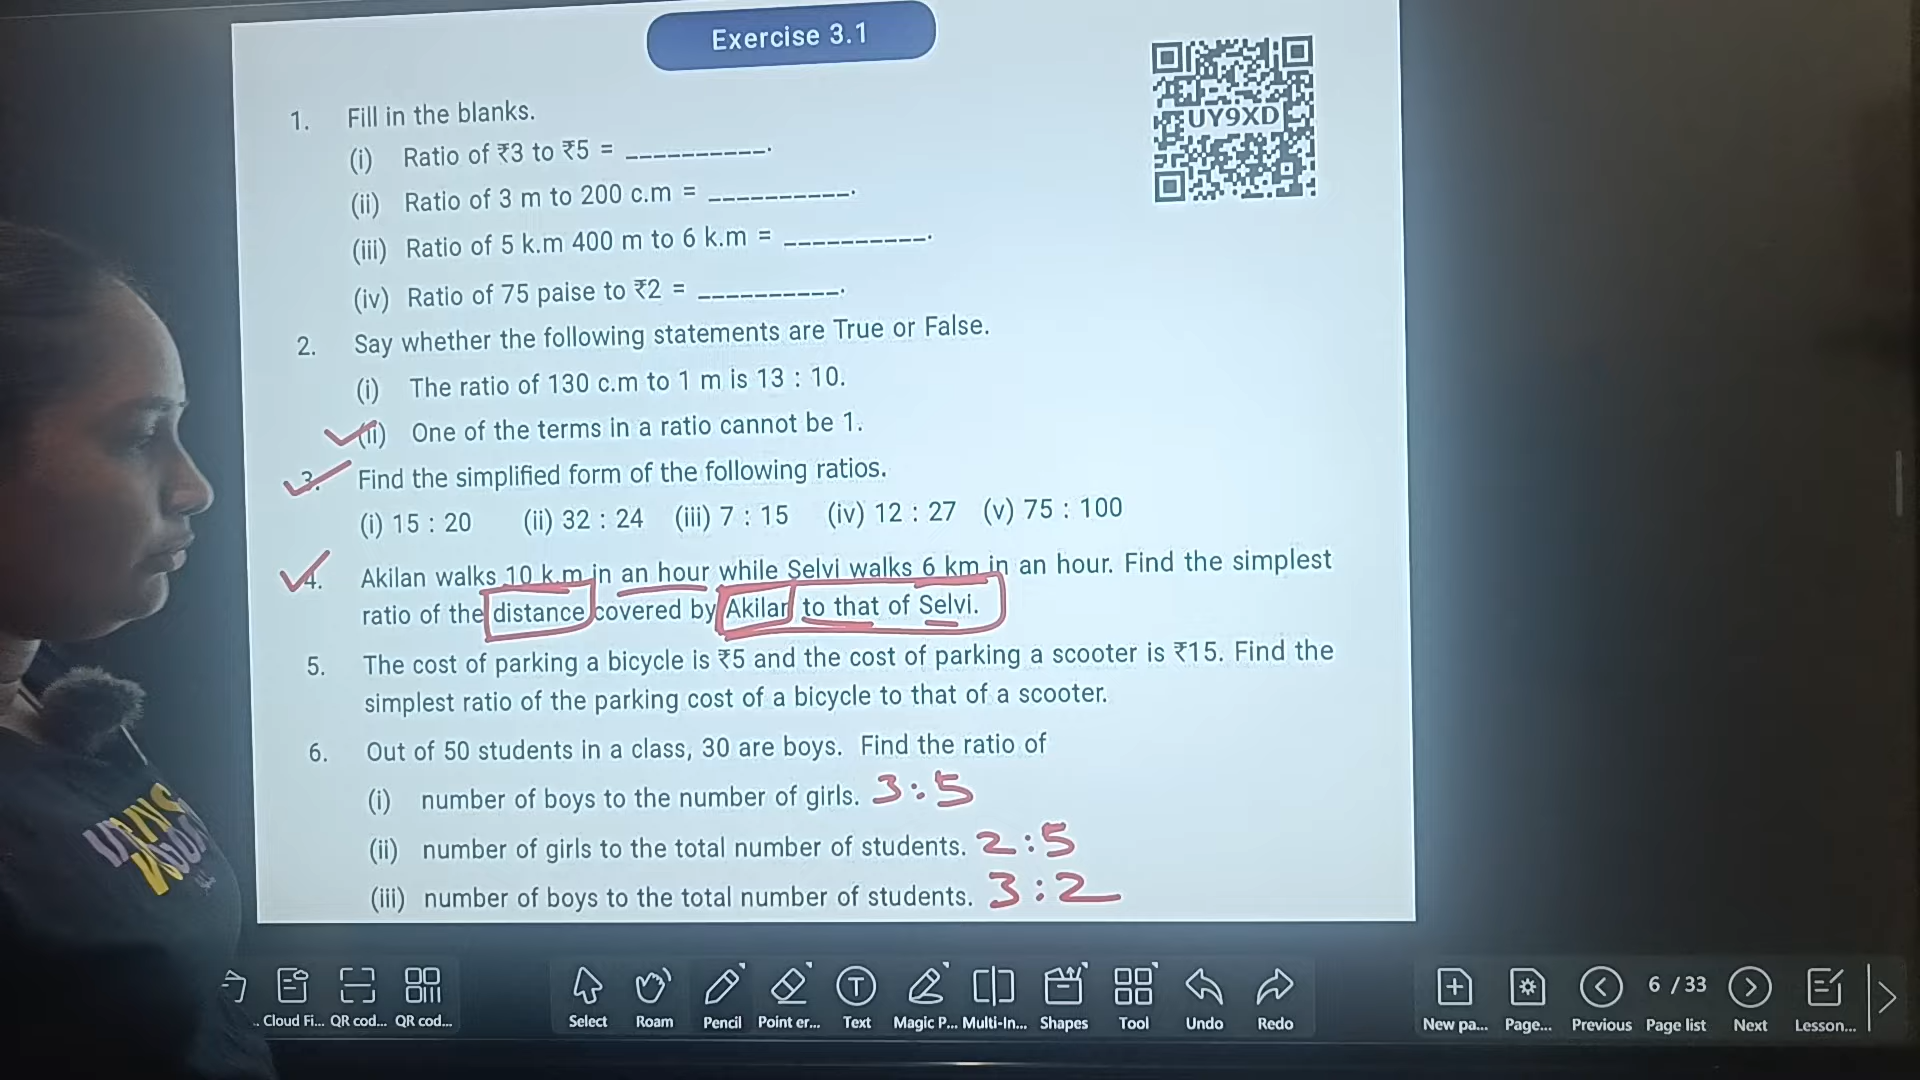 Exercise 3.1
UY9XD
1. Fill in the blanks.
(i) Ratio of ₹3 to ₹5 = __________.
(ii) Ratio of 3 m to 200 c.m = __________.
(iii) Ratio of 5 k.m 400 m to 6 k.m = __________.
(iv) Ratio of 75 paise to ₹2 = __________.
2. Say whether the following statements are True or False.
(i) The ratio of 130 c.m to 1 m is 13 : 10.
(ii) One of the terms in a ratio cannot be 1.
3. Find the simplified form of the following ratios.
(i) 15 : 20 (ii) 32 : 24 (iii) 7 : 15 (iv) 12 : 27 (v) 75 : 100
4. Akilan walks 10 k.m in an hour while Selvi walks 6 km in an hour. Find the simplest
ratio of the distance covered by Akilan to that of Selvi.
5. The cost of parking a bicycle is ₹5 and the cost of parking a scooter is ₹15. Find the
simplest ratio of the parking cost of a bicycle to that of a scooter.
6. Out of 50 students in a class, 30 are boys. Find the ratio of
(i) number of boys to the number of girls. 3:5
(ii) number of girls to the total number of students. 2:5
(iii) number of boys to the total number of students. 3:2
.. Cloud Fi... QR cod... QR cod... Select Roam Pencil Point er... Text Magic P... Multi-In... Shapes Tool Undo Redo New pa... Page... Previous 6 / 33 Page list Next Lesson...